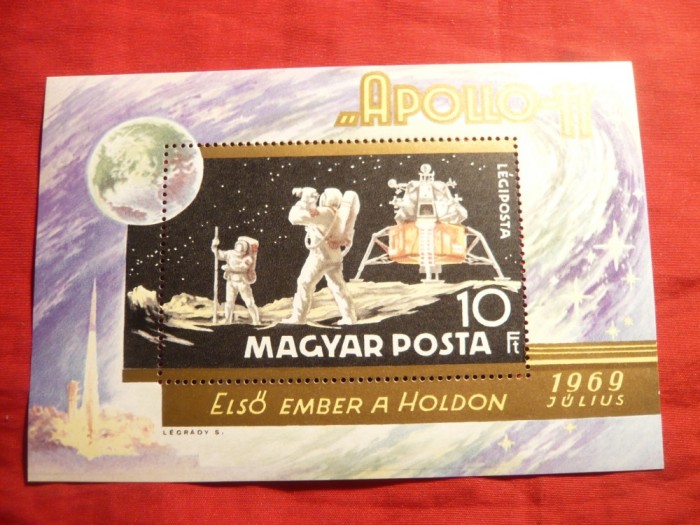 „APOLLO-11
LÉGIPOSTA
10 Ft
MAGYAR POSTA
ELSŐ EMBER A HOLDON
1969
JÚLIUS
LÉGRÁDY S.